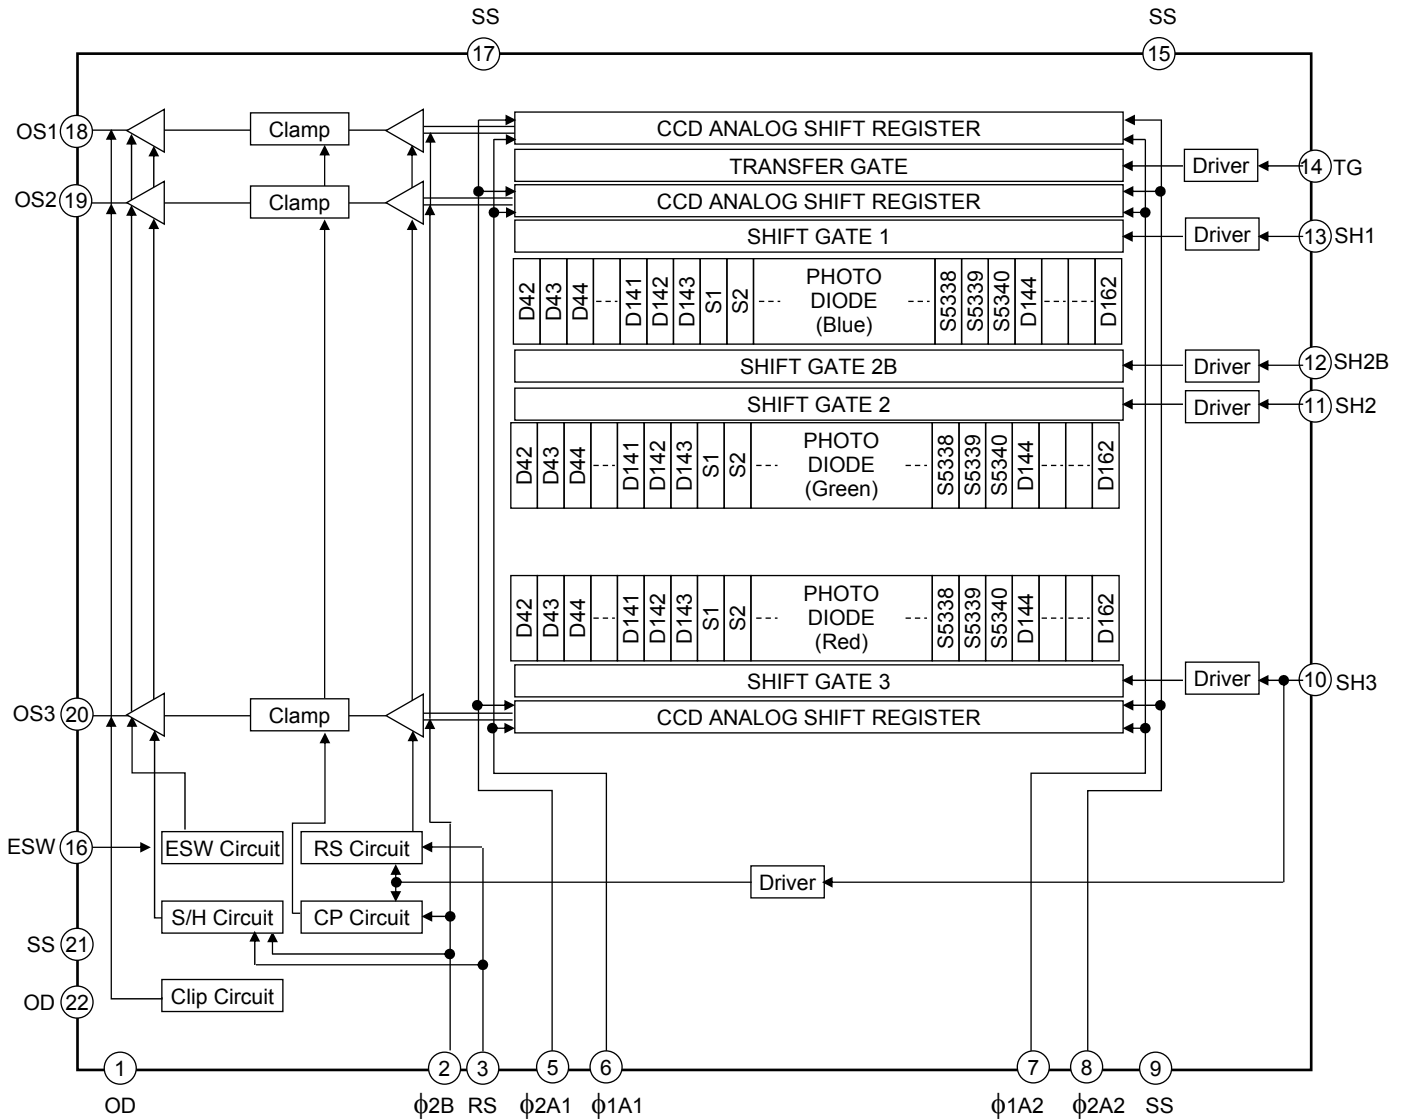 SS SS
17 15
OS1 18 Clamp CCD ANALOG SHIFT REGISTER
TRANSFER GATE Driver 14 TG
OS2 19 Clamp CCD ANALOG SHIFT REGISTER
SHIFT GATE 1 Driver 13 SH1
D42 D43 D44 D141 D142 D143 S1 S2 PHOTO DIODE (Blue) S5338 S5339 S5340 D144 D162
SHIFT GATE 2B Driver 12 SH2B
SHIFT GATE 2 Driver 11 SH2
D42 D43 D44 D141 D142 D143 S1 S2 PHOTO DIODE (Green) S5338 S5339 S5340 D144 D162
D42 D43 D44 D141 D142 D143 S1 S2 PHOTO DIODE (Red) S5338 S5339 S5340 D144 D162
SHIFT GATE 3 Driver 10 SH3
OS3 20 Clamp CCD ANALOG SHIFT REGISTER
ESW 16 ESW Circuit RS Circuit
Driver
S/H Circuit CP Circuit
SS 21
OD 22 Clip Circuit
1 2 3 5 6 7 8 9
OD ϕ2B RS ϕ2A1 ϕ1A1 ϕ1A2 ϕ2A2 SS